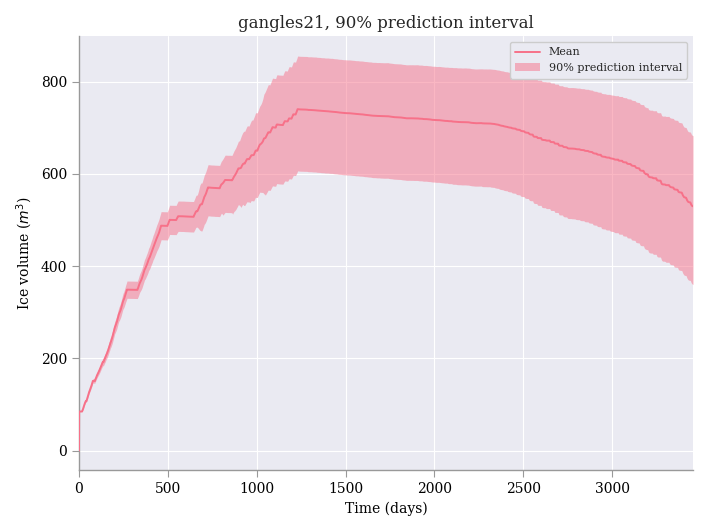 gangles21, 90% prediction interval
Mean
90% prediction interval
Ice volume (m³)
800
600
400
200
0
0 500 1000 1500 2000 2500 3000
Time (days)